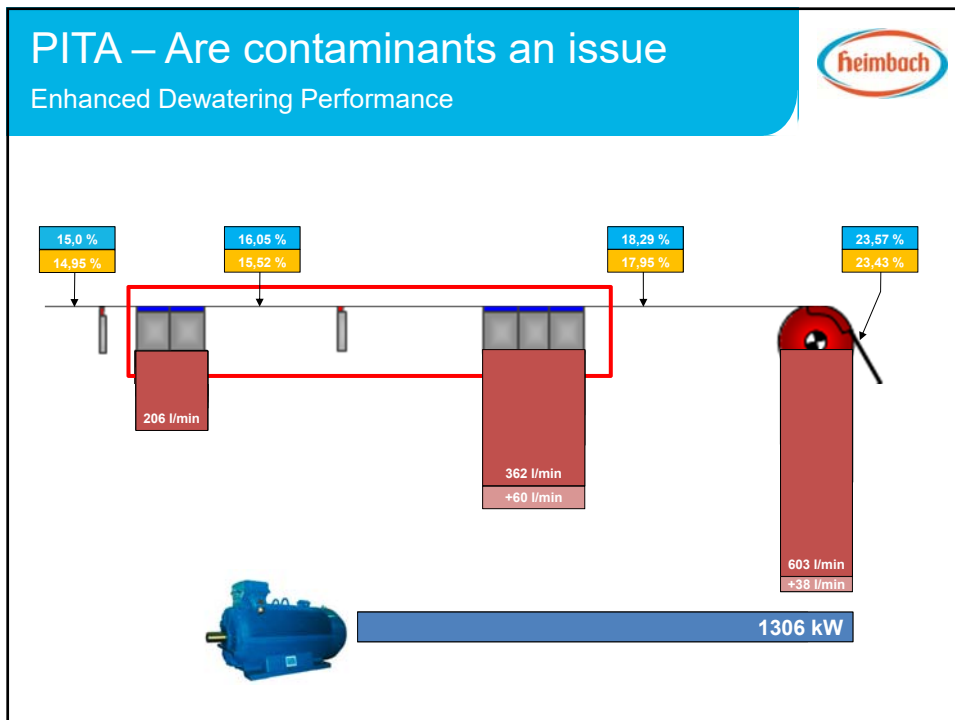 PITA – Are contaminants an issue
Enhanced Dewatering Performance
heimbach
15,0 %
14,95 %
16,05 %
15,52 %
18,29 %
17,95 %
23,57 %
23,43 %
206 l/min
362 l/min
+60 l/min
603 l/min
+38 l/min
1306 kW